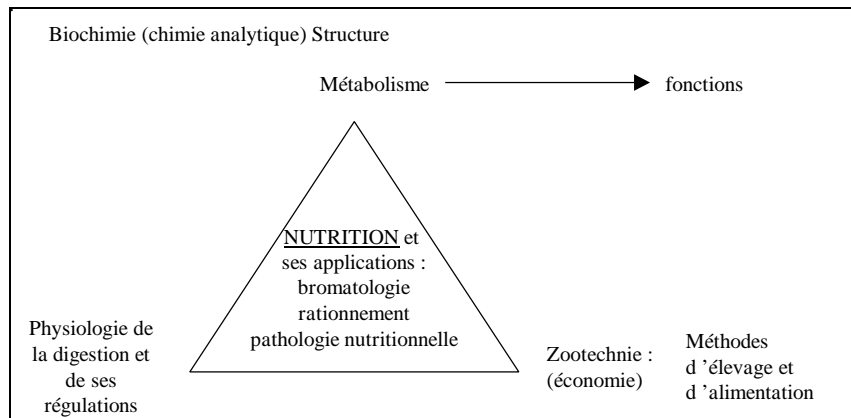 Biochimie (chimie analytique) Structure
Métabolisme
fonctions
NUTRITION et
ses applications :
bromatologie
rationnement
pathologie nutritionnelle
Physiologie de
la digestion et
de ses
régulations
Zootechnie :
(économie)
Méthodes
d ’élevage et
d ’alimentation